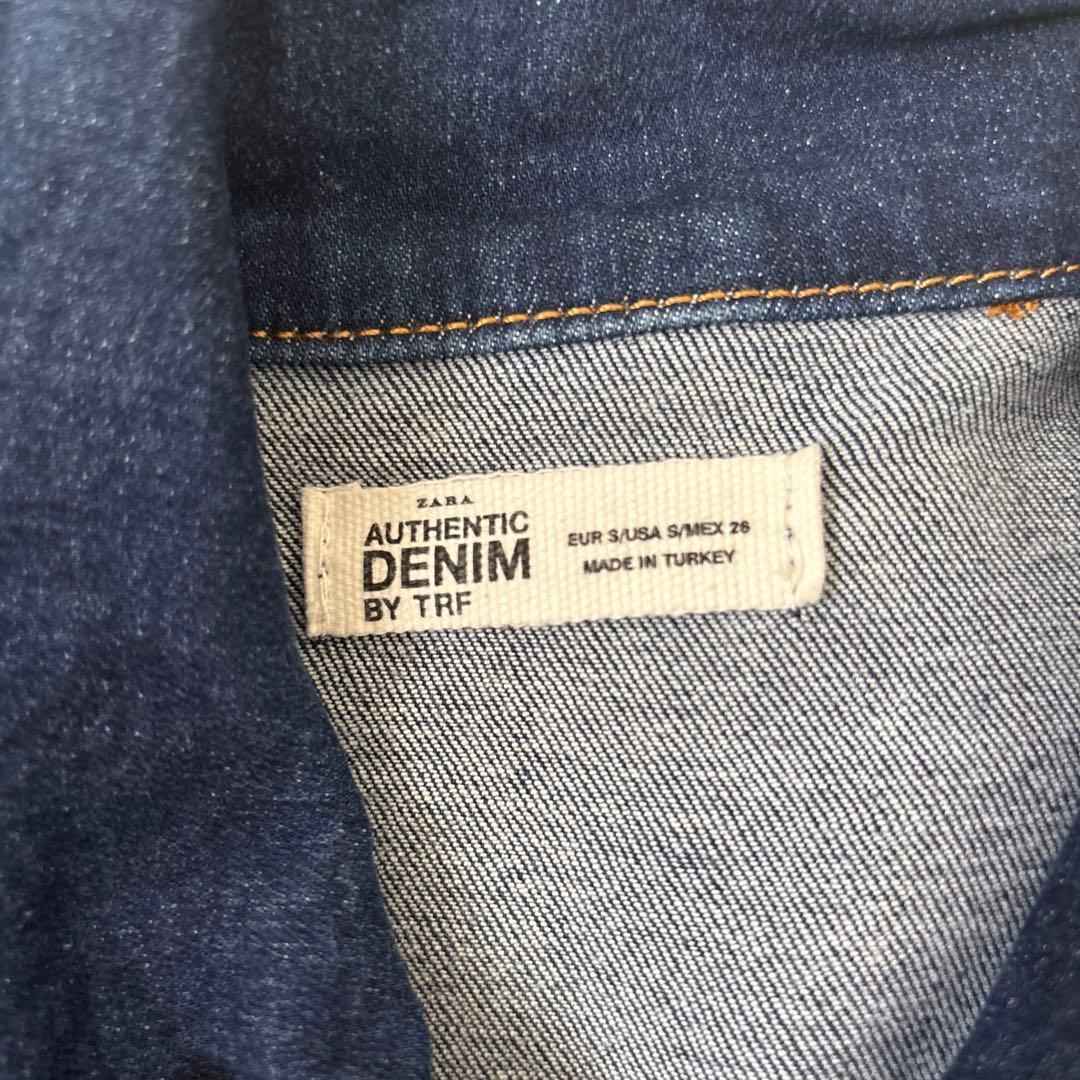 ZARA
AUTHENTIC
DENIM
BY TRF
EUR S/USA S/MEX 26
MADE IN TURKEY